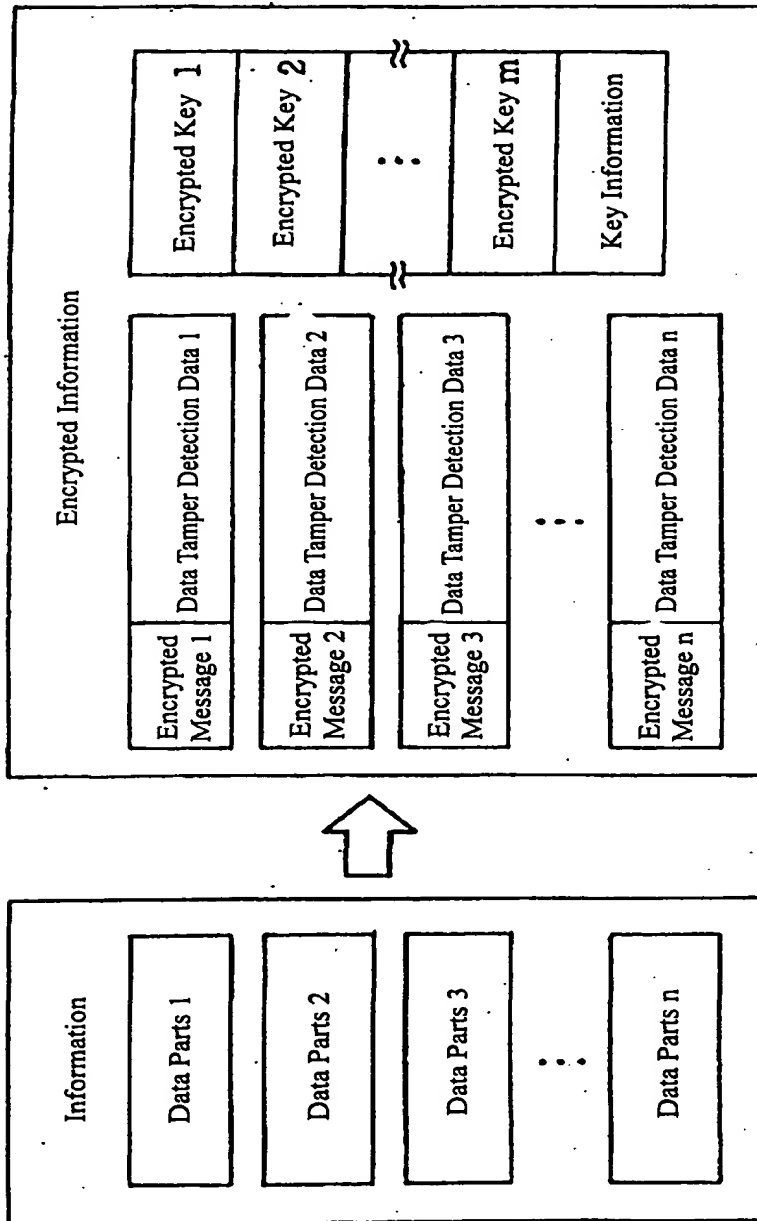 Information
Data Parts 1
Data Parts 2
Data Parts 3
Data Parts n
Encrypted Information
Encrypted
Message 1
Data Tamper Detection Data 1
Encrypted
Message 2
Data Tamper Detection Data 2
Encrypted
Message 3
Data Tamper Detection Data 3
Encrypted
Message n
Data Tamper Detection Data n
Encrypted Key 1
Encrypted Key 2
Encrypted Key m
Key Information